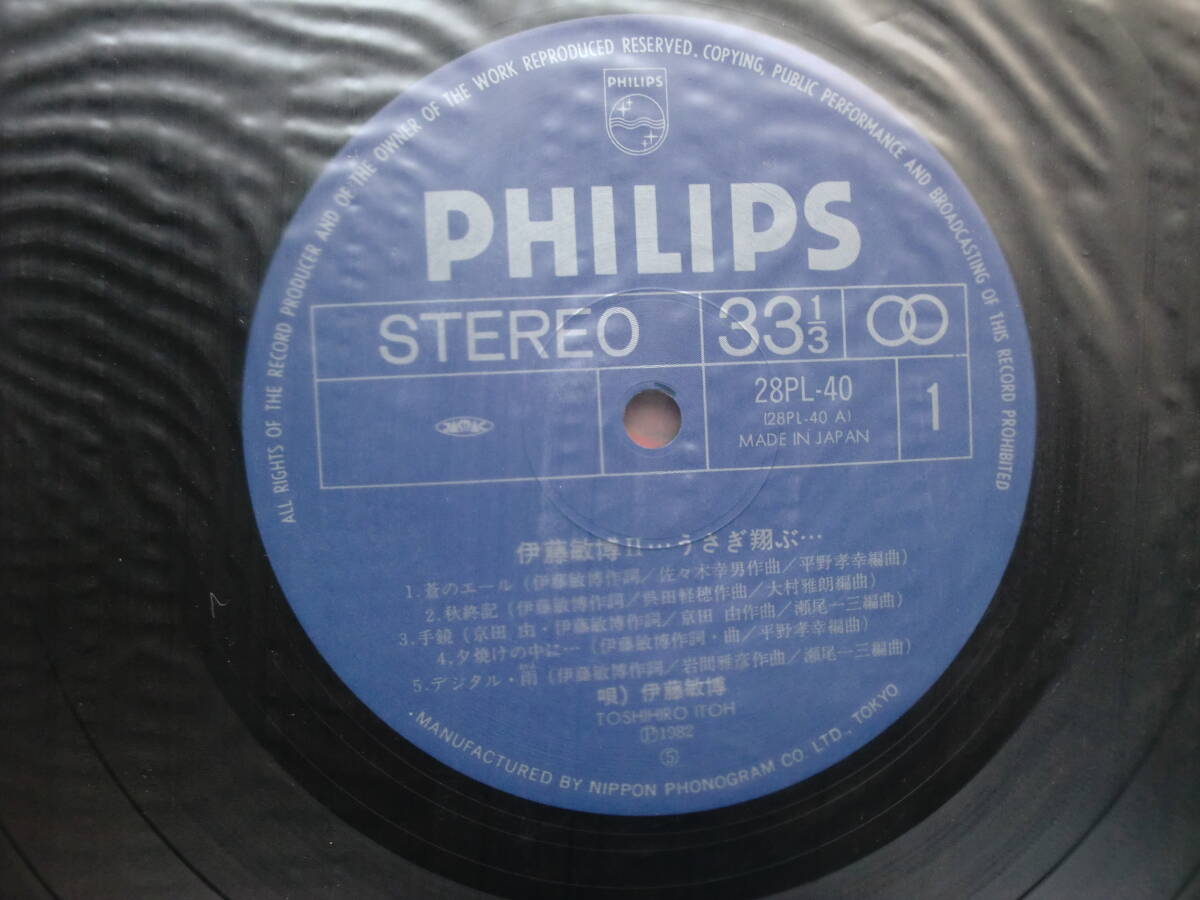 ALL RIGHTS OF THE RECORD PRODUCER AND OF THE OWNER OF THE WORK REPRODUCED RESERVED. COPYING, PUBLIC PERFORMANCE AND BROADCASTING OF THIS RECORD PROHIBITED
PHILIPS
PHILIPS
STEREO
33 1/3
28PL-40
(28PL-40 A)
MADE IN JAPAN
1
JASRAC
伊藤敏博II…うさぎ翔ぶ…
1.蒼のエール(伊藤敏博作詞/佐々木幸男作曲/平野孝幸編曲)
2.秋終記(伊藤敏博作詞/呉田軽穂作曲/大村雅朗編曲)
3.手鏡(京田 由・伊藤敏博作詞/京田 由作曲/瀬尾一三編曲)
4.夕焼けの中に…(伊藤敏博作詞・曲/平野孝幸編曲)
5.デジタル・雨(伊藤敏博作詞/岩間雅彦作曲/瀬尾一三編曲)
唄) 伊藤敏博
TOSHIHIRO ITOH
Ⓟ1982
⑤
.MANUFACTURED BY NIPPON PHONOGRAM CO. LTD., TOKYO